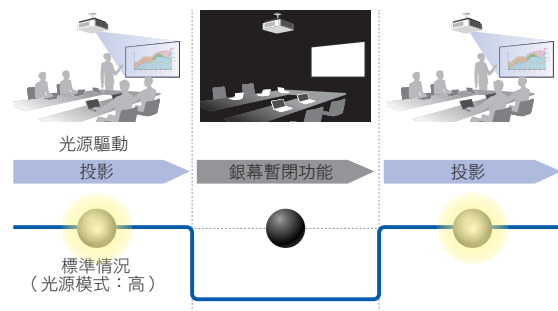 光源驅動
投影
銀幕暫閉功能
投影
標準情況
（光源模式：高）